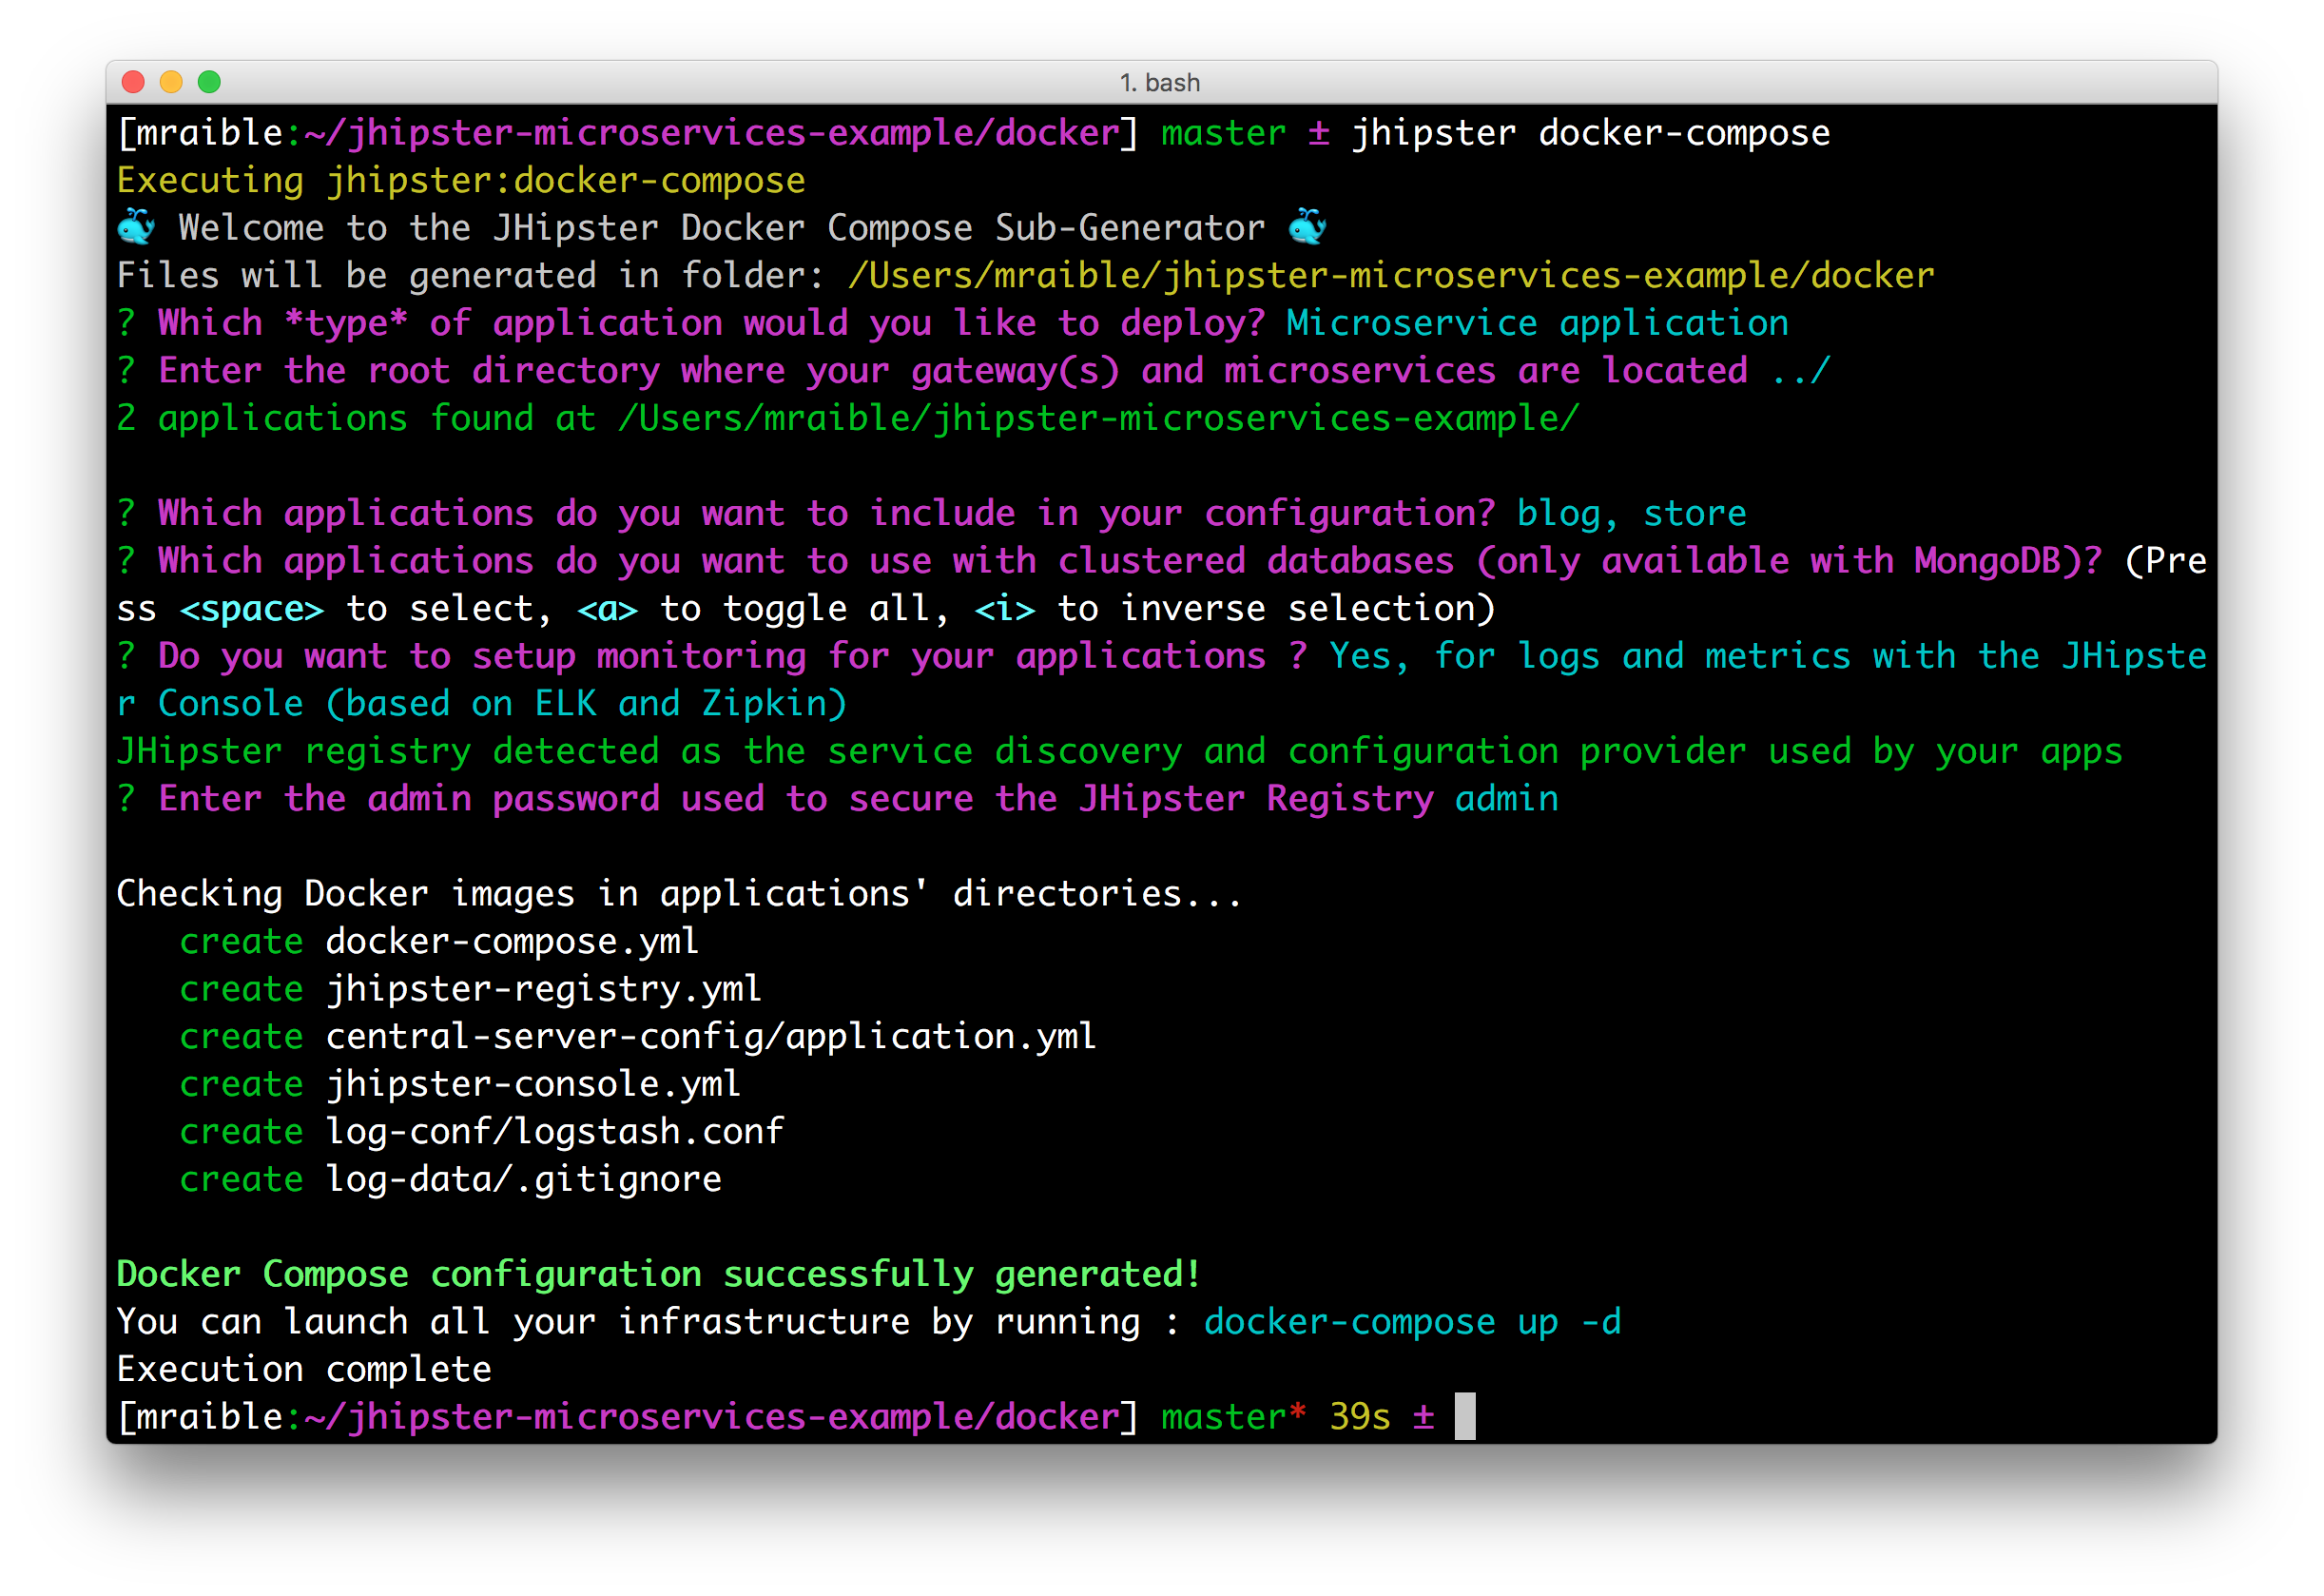 1. bash
[mraible:~/jhipster-microservices-example/docker] master ± jhipster docker-compose
Executing jhipster:docker-compose
🐳 Welcome to the JHipster Docker Compose Sub-Generator 🐳
Files will be generated in folder: /Users/mraible/jhipster-microservices-example/docker
? Which *type* of application would you like to deploy? Microservice application
? Enter the root directory where your gateway(s) and microservices are located ../
2 applications found at /Users/mraible/jhipster-microservices-example/
? Which applications do you want to include in your configuration? blog, store
? Which applications do you want to use with clustered databases (only available with MongoDB)? (Pre
ss <space> to select, <a> to toggle all, <i> to inverse selection)
? Do you want to setup monitoring for your applications ? Yes, for logs and metrics with the JHipste
r Console (based on ELK and Zipkin)
JHipster registry detected as the service discovery and configuration provider used by your apps
? Enter the admin password used to secure the JHipster Registry admin
Checking Docker images in applications' directories...
create docker-compose.yml
create jhipster-registry.yml
create central-server-config/application.yml
create jhipster-console.yml
create log-conf/logstash.conf
create log-data/.gitignore
Docker Compose configuration successfully generated!
You can launch all your infrastructure by running : docker-compose up -d
Execution complete
[mraible:~/jhipster-microservices-example/docker] master* 39s ±